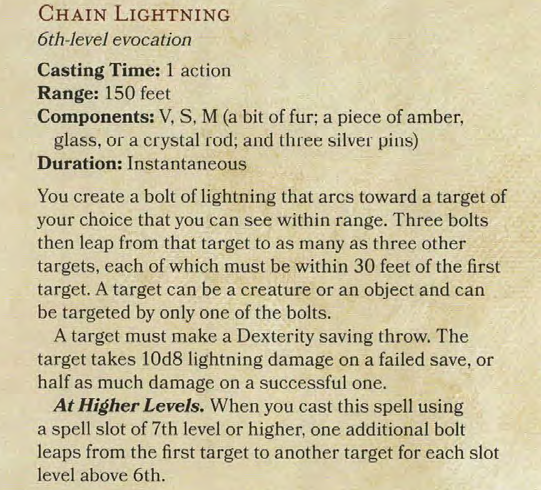 CHAIN LIGHTNING
6th-level evocation
Casting Time: 1 action
Range: 150 feet
Components: V, S, M (a bit of fur; a piece of amber,
glass, or a crystal rod; and three silver pins)
Duration: Instantaneous
You create a bolt of lightning that arcs toward a target of
your choice that you can see within range. Three bolts
then leap from that target to as many as three other
targets, each of which must be within 30 feet of the first
target. A target can be a creature or an object and can
be targeted by only one of the bolts.
A target must make a Dexterity saving throw. The
target takes 10d8 lightning damage on a failed save, or
half as much damage on a successful one.
At Higher Levels. When you cast this spell using
a spell slot of 7th level or higher, one additional bolt
leaps from the first target to another target for each slot
level above 6th.